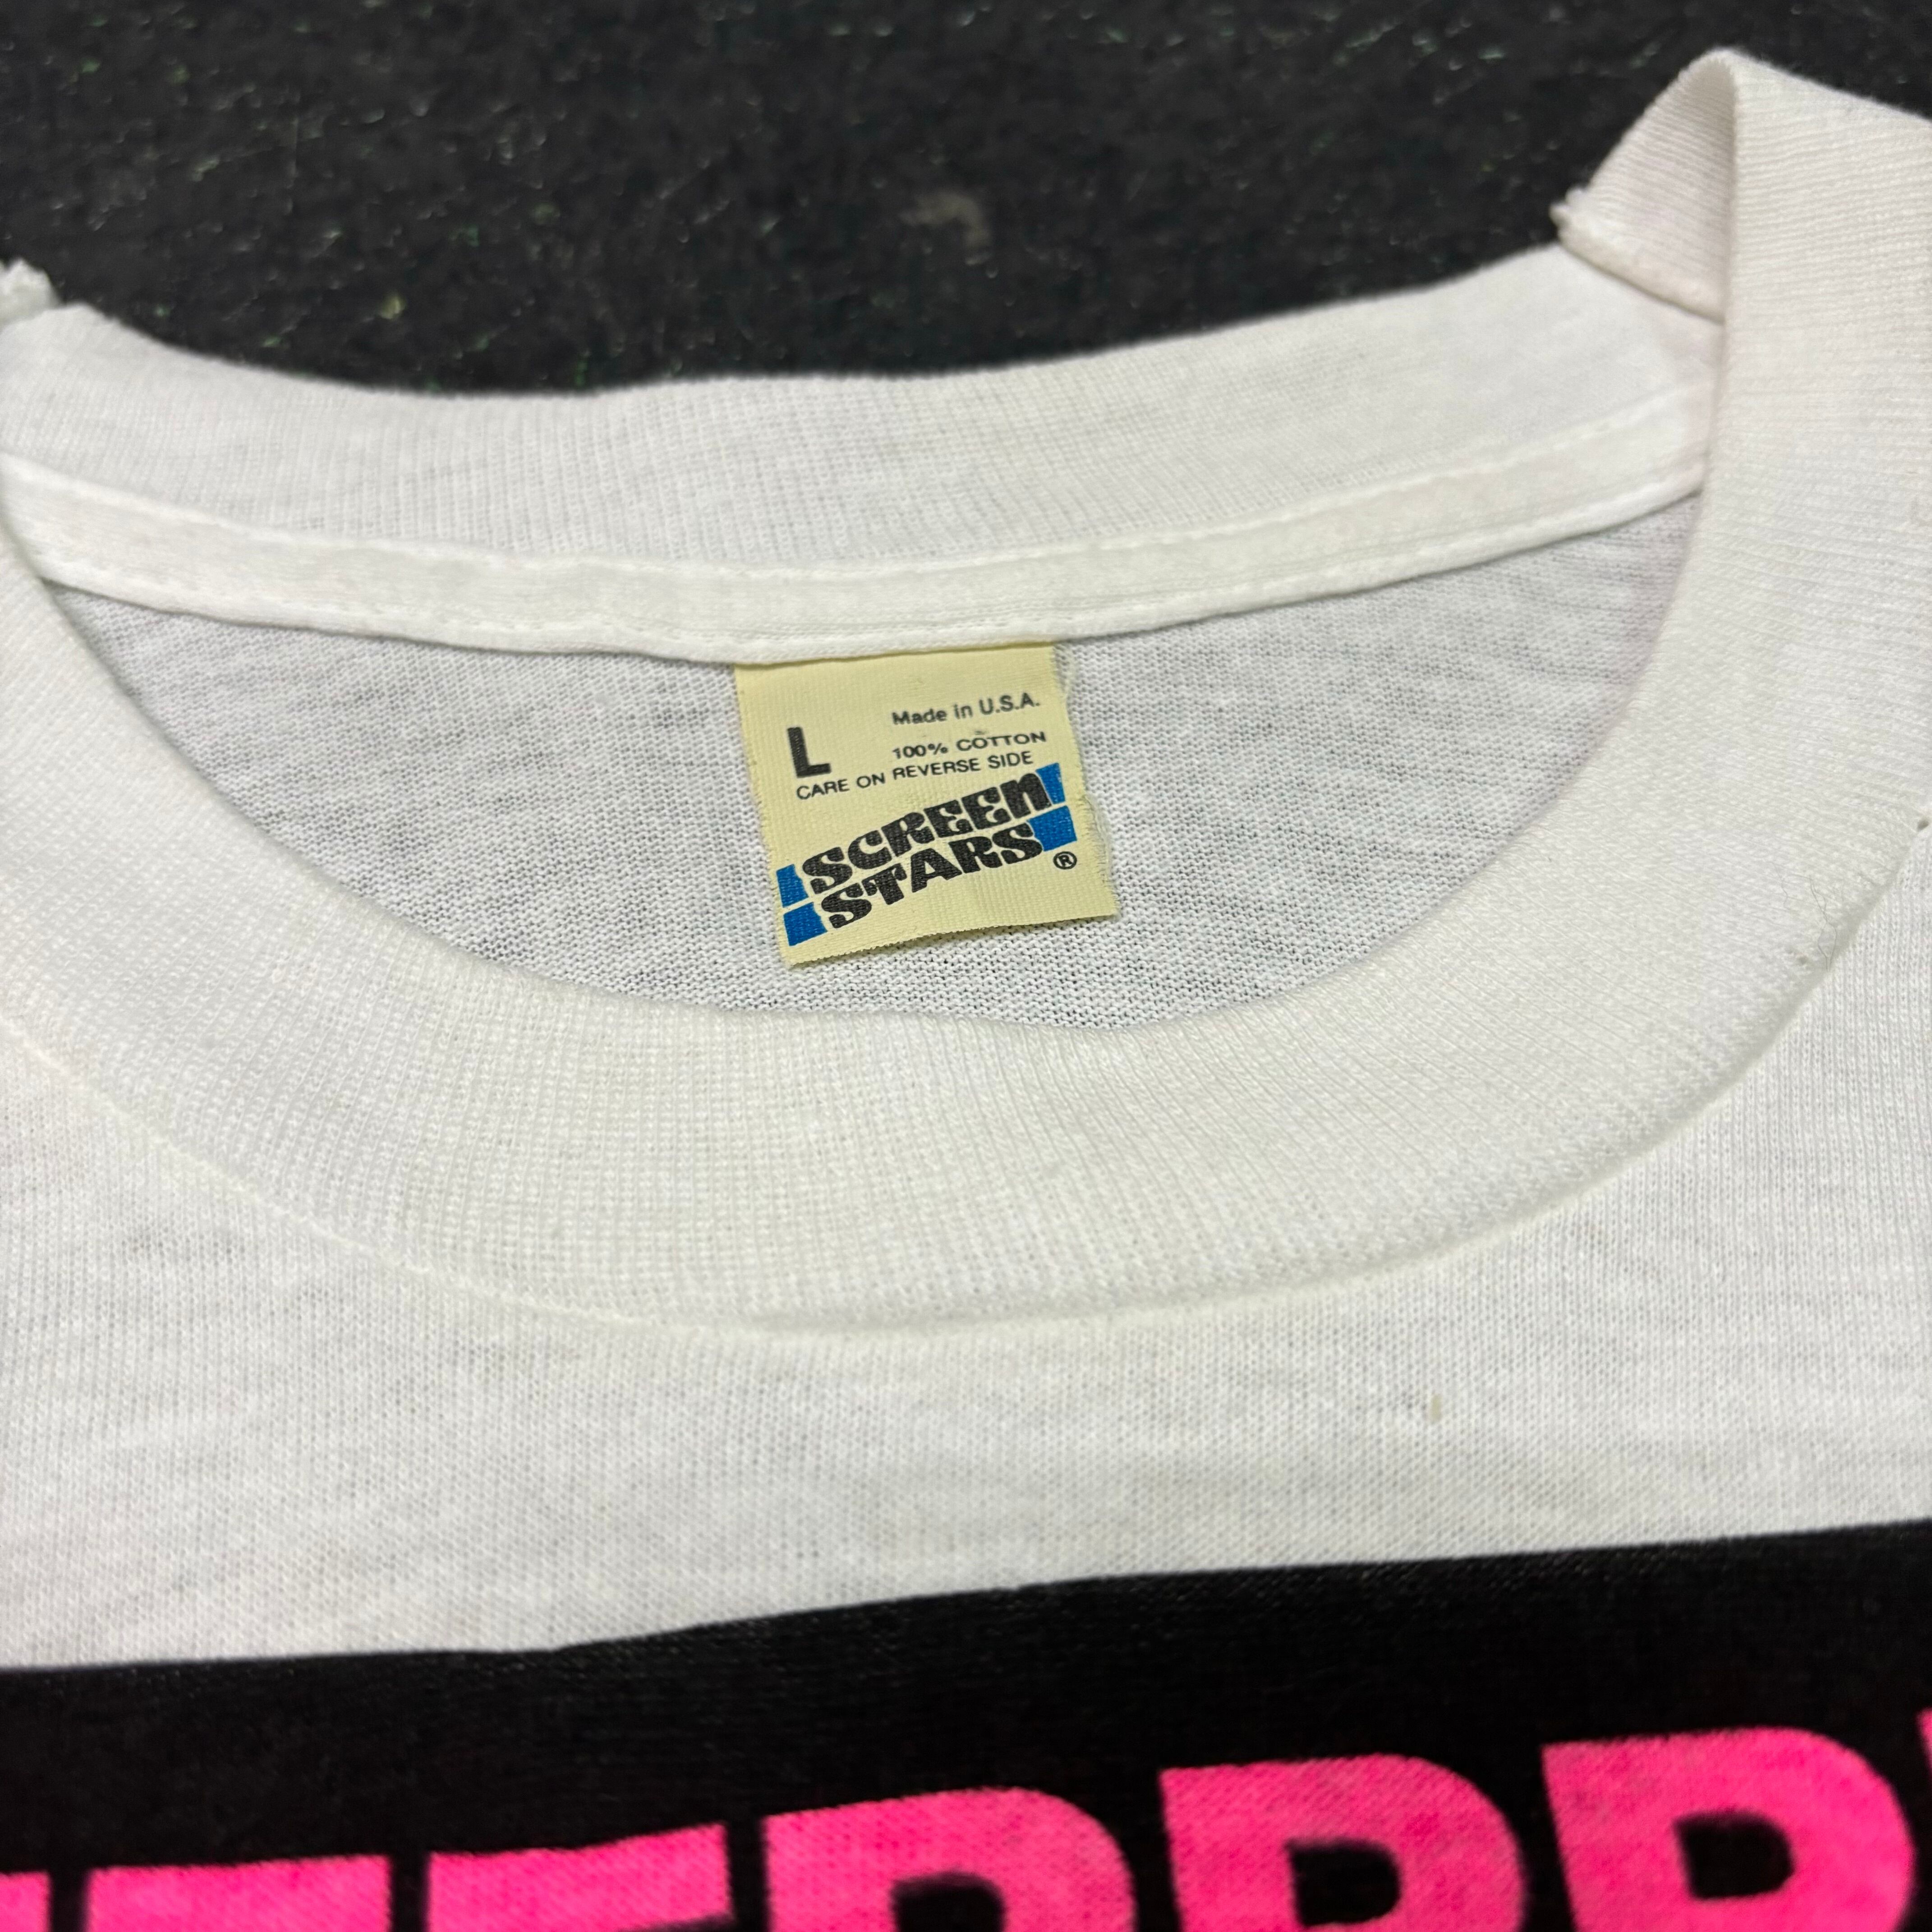 Made in U.S.A.
L 100% COTTON
CARE ON REVERSE SIDE
SCREEN
STARS®